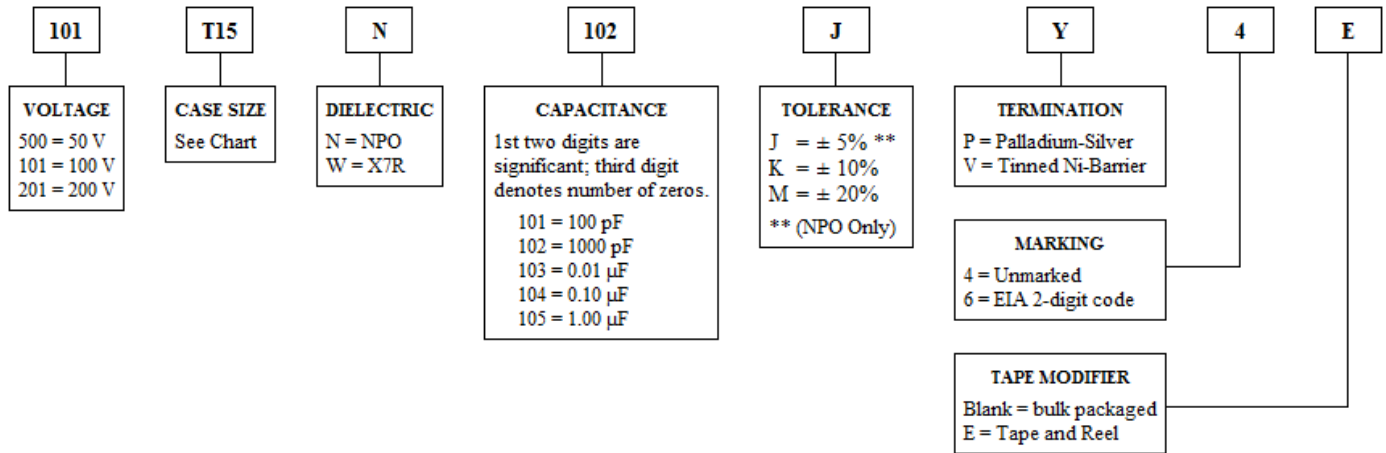 101
T15
N
102
J
Y
4
E
VOLTAGE
500 = 50 V
101 = 100 V
201 = 200 V
CASE SIZE
See Chart
DIELECTRIC
N = NPO
W = X7R
CAPACITANCE
1st two digits are
significant; third digit
denotes number of zeros.
101 = 100 pF
102 = 1000 pF
103 = 0.01 µF
104 = 0.10 µF
105 = 1.00 µF
TOLERANCE
J = ± 5% **
K = ± 10%
M = ± 20%
** (NPO Only)
TERMINATION
P = Palladium-Silver
V = Tinned Ni-Barrier
MARKING
4 = Unmarked
6 = EIA 2-digit code
TAPE MODIFIER
Blank = bulk packaged
E = Tape and Reel